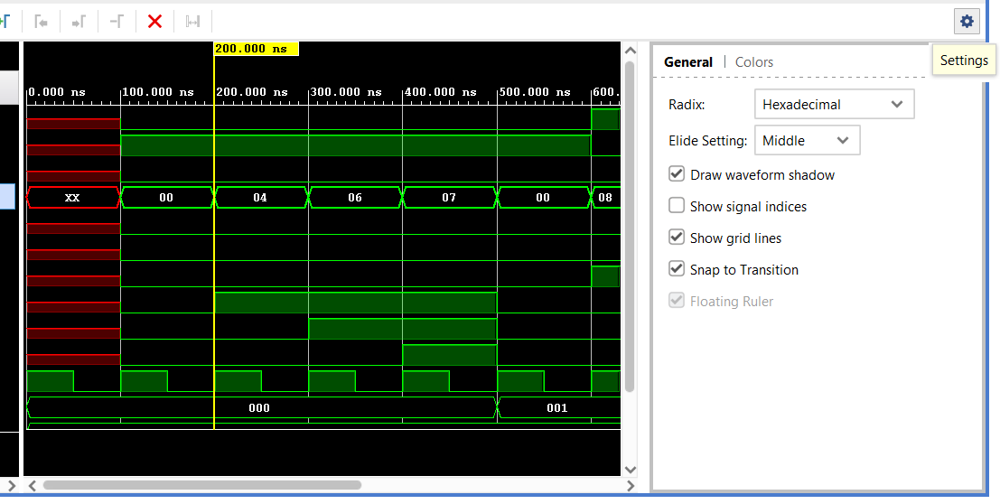 200.000 ns
0.000 ns 100.000 ns 200.000 ns 300.000 ns 400.000 ns 500.000 ns 600.
XX 00 04 06 07 00 08
000 001
Settings
General | Colors
Radix: Hexadecimal
Elide Setting: Middle
Draw waveform shadow
Show signal indices
Show grid lines
Snap to Transition
Floating Ruler